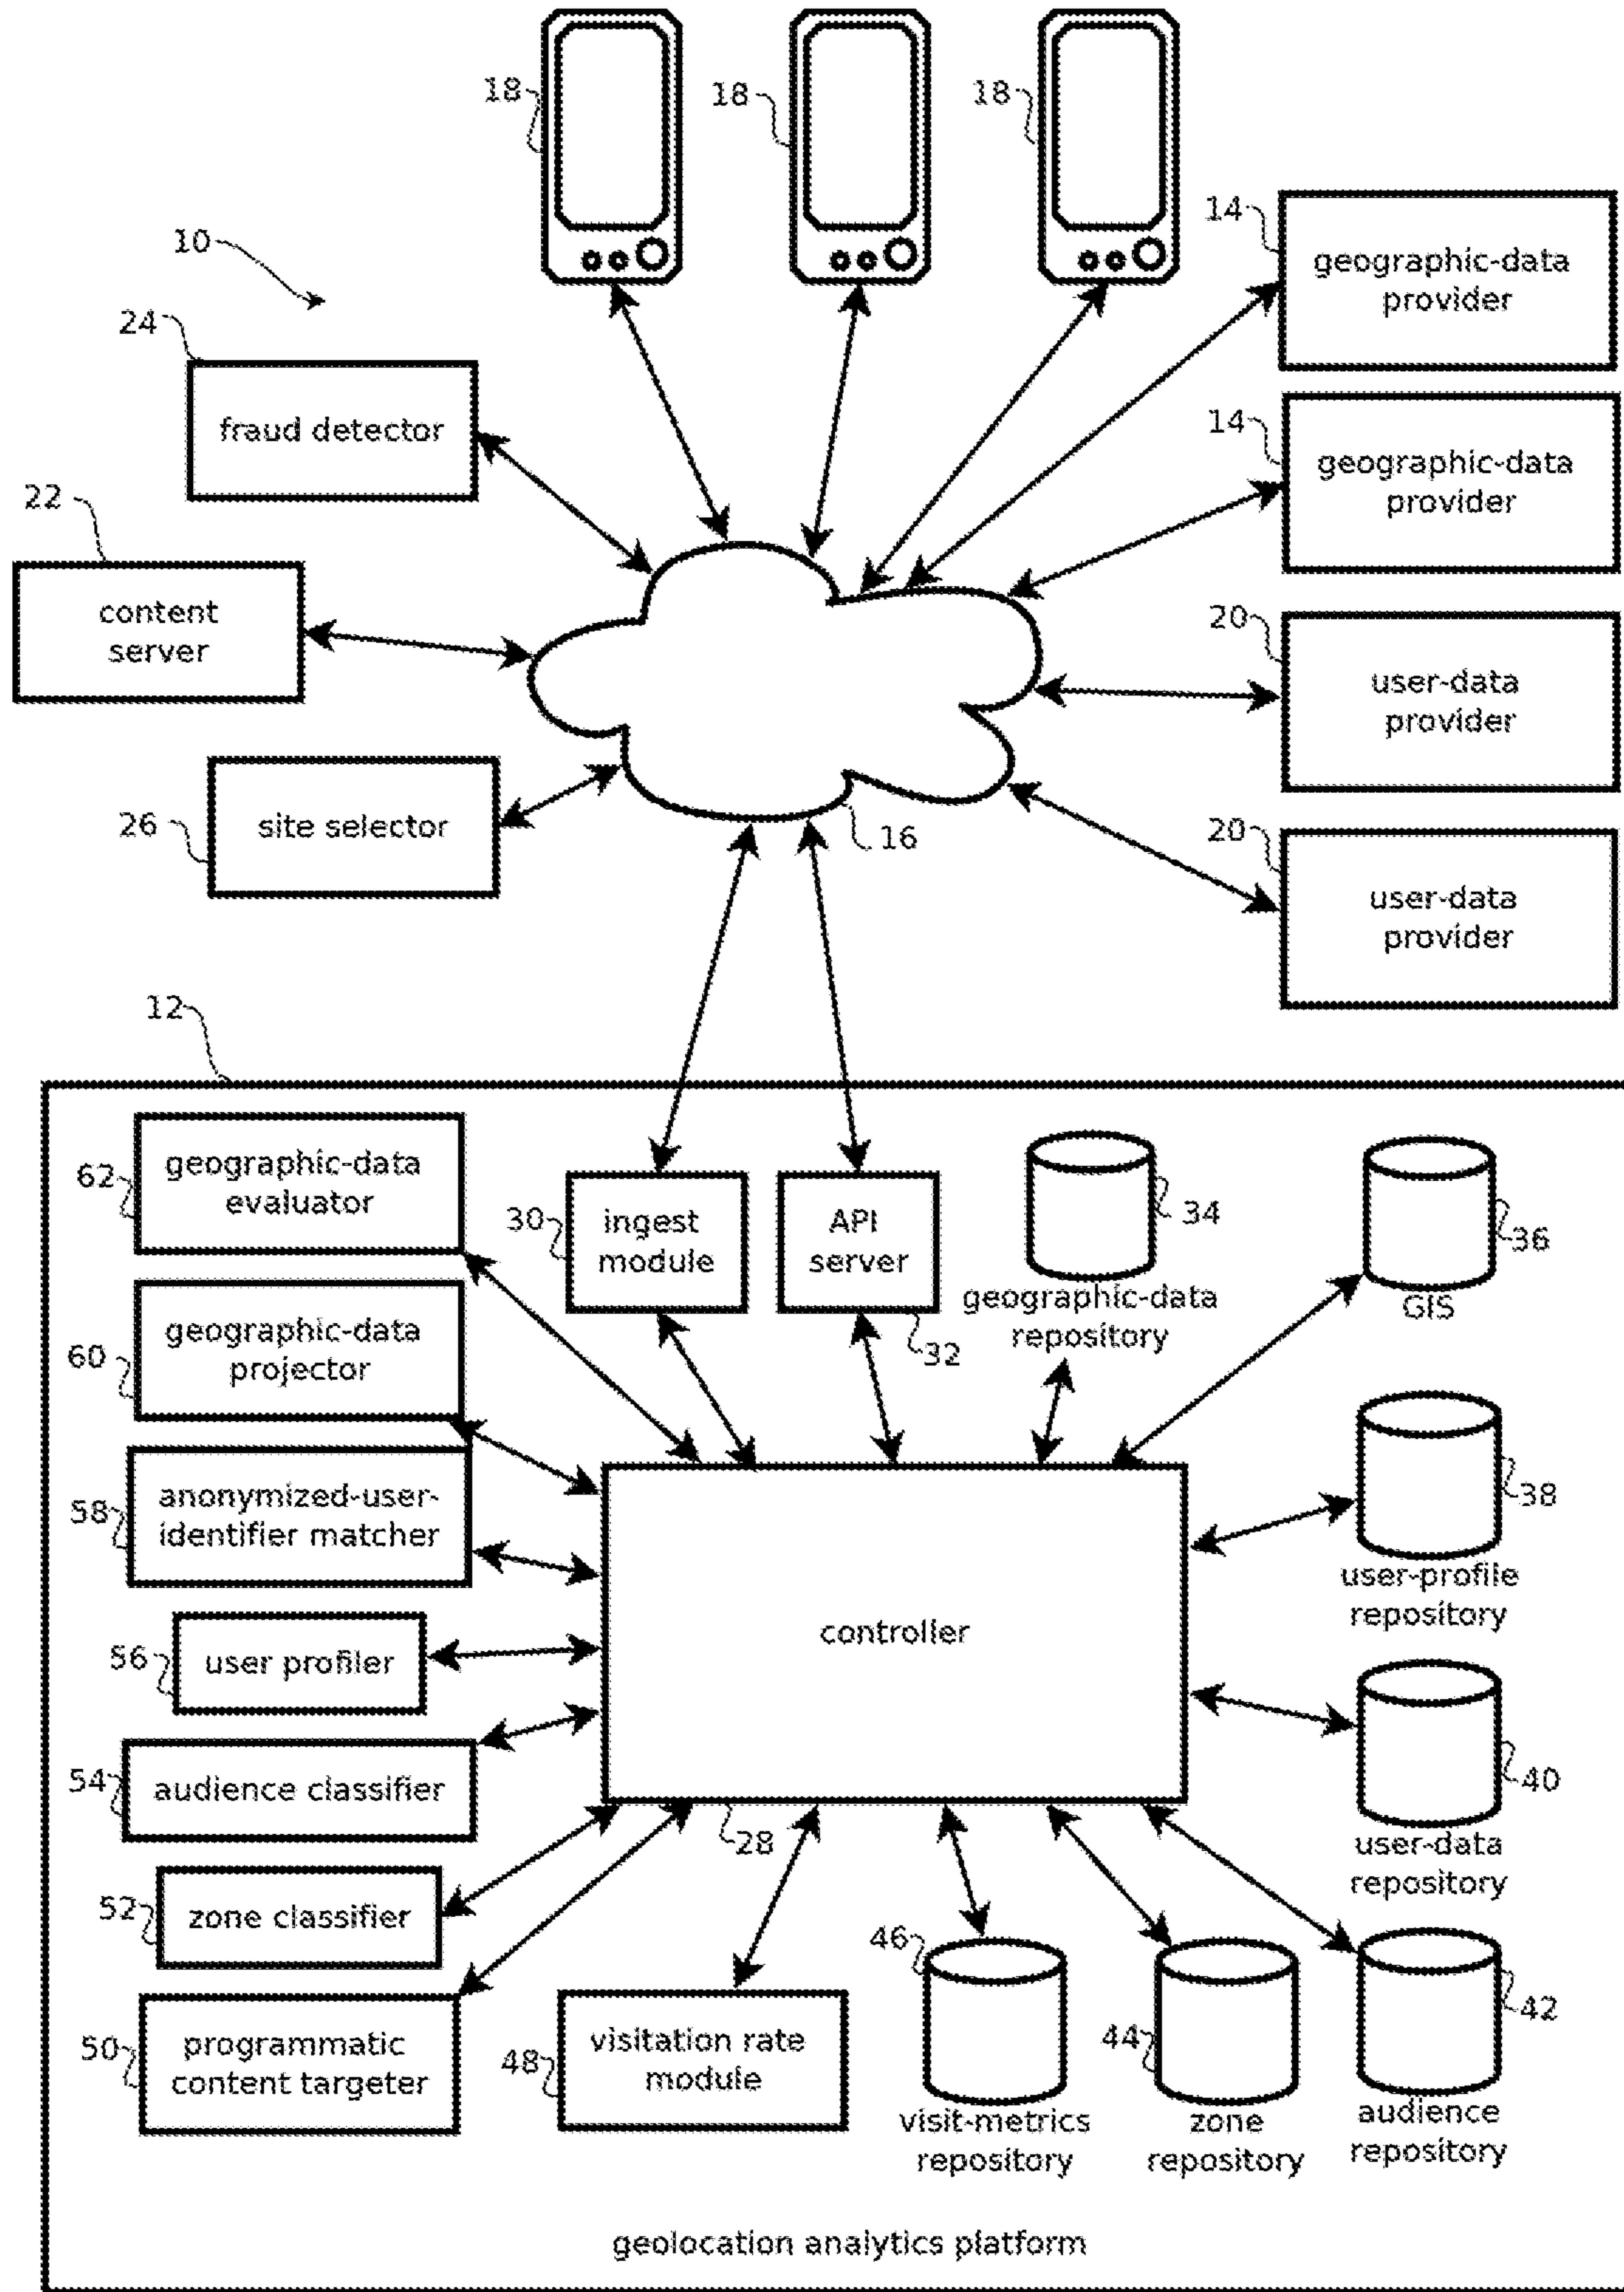 18
18
18
10
14
geographic-data
provider
24
fraud detector
14
geographic-data
provider
22
content
server
20
user-data
provider
26
site selector
16
20
user-data
provider
12
62
geographic-data
evaluator
30
ingest
module
API
server
32
34
geographic-data
repository
36
GIS
60
geographic-data
projector
58
anonymized-user-
identifier matcher
38
user-profile
repository
controller
28
56
user profiler
54
audience classifier
40
user-data
repository
52
zone classifier
50
programmatic
content targeter
48
visitation rate
module
46
visit-metrics
repository
44
zone
repository
42
audience
repository
geolocation analytics platform